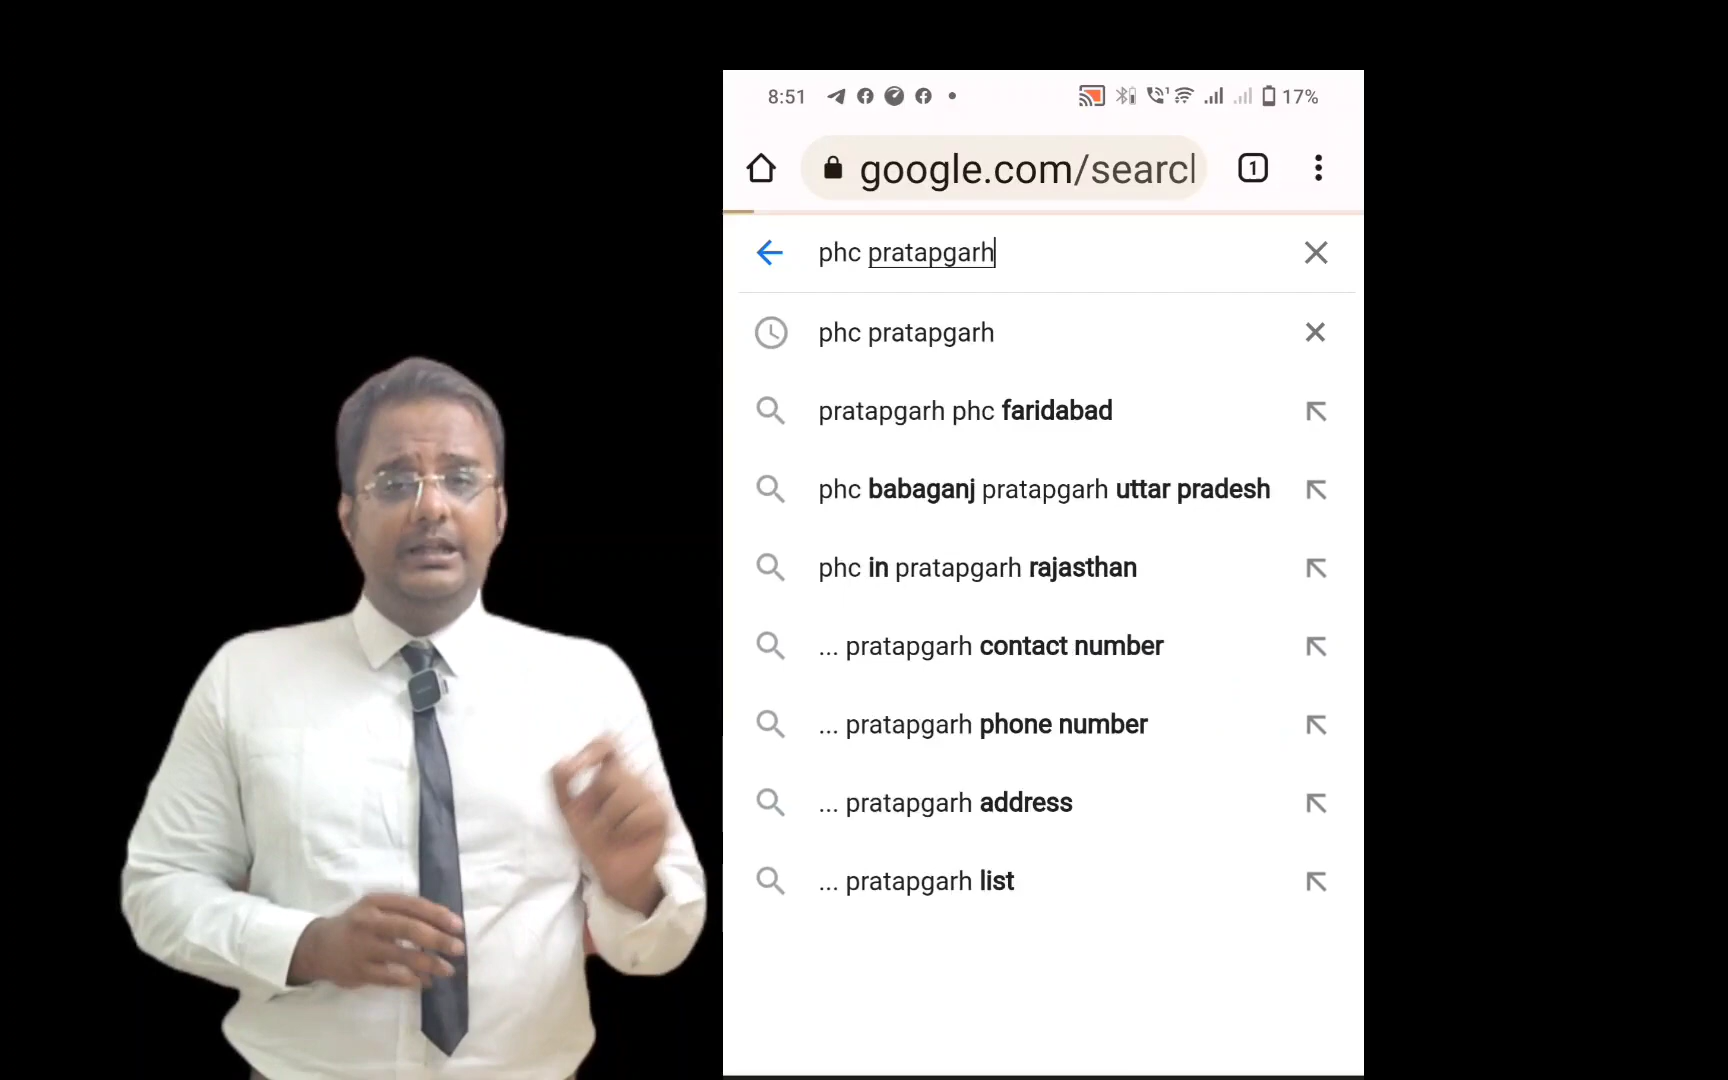 8:51
17%
google.com/search
1
phc pratapgarh
phc pratapgarh
pratapgarh phc faridabad
phc babaganj pratapgarh uttar pradesh
phc in pratapgarh rajasthan
... pratapgarh contact number
... pratapgarh phone number
... pratapgarh address
... pratapgarh list